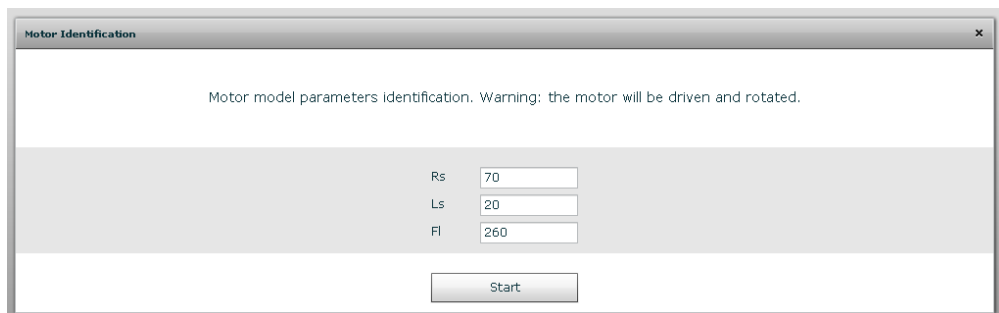 Motor Identification
Motor model parameters identification. Warning: the motor will be driven and rotated.
Rs 70
Ls 20
Fl 260
Start